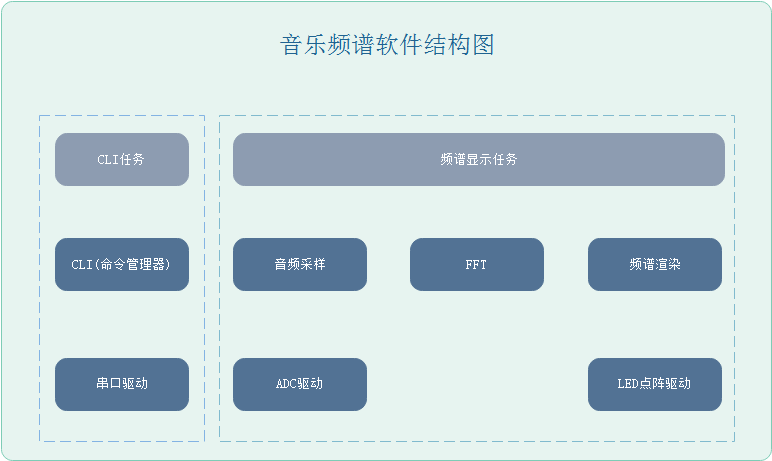 音乐频谱软件结构图
CLI任务
频谱显示任务
CLI(命令管理器)
音频采样
FFT
频谱渲染
串口驱动
ADC驱动
LED点阵驱动